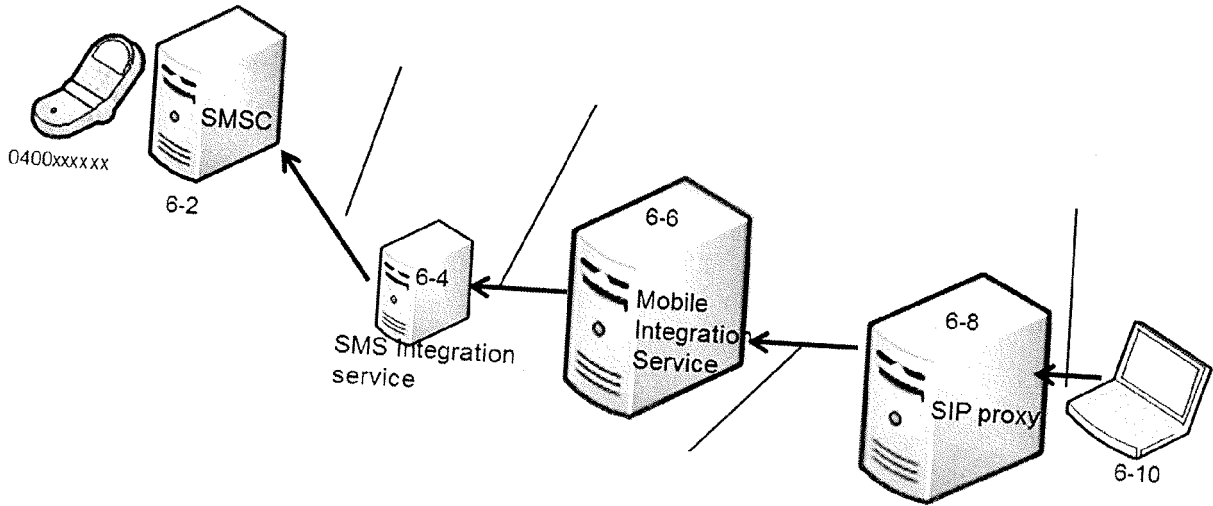 SMSC
0400xxxxxx
6-2
6-4
SMS Integration
service
6-6
Mobile
Integration
Service
6-8
SIP proxy
6-10